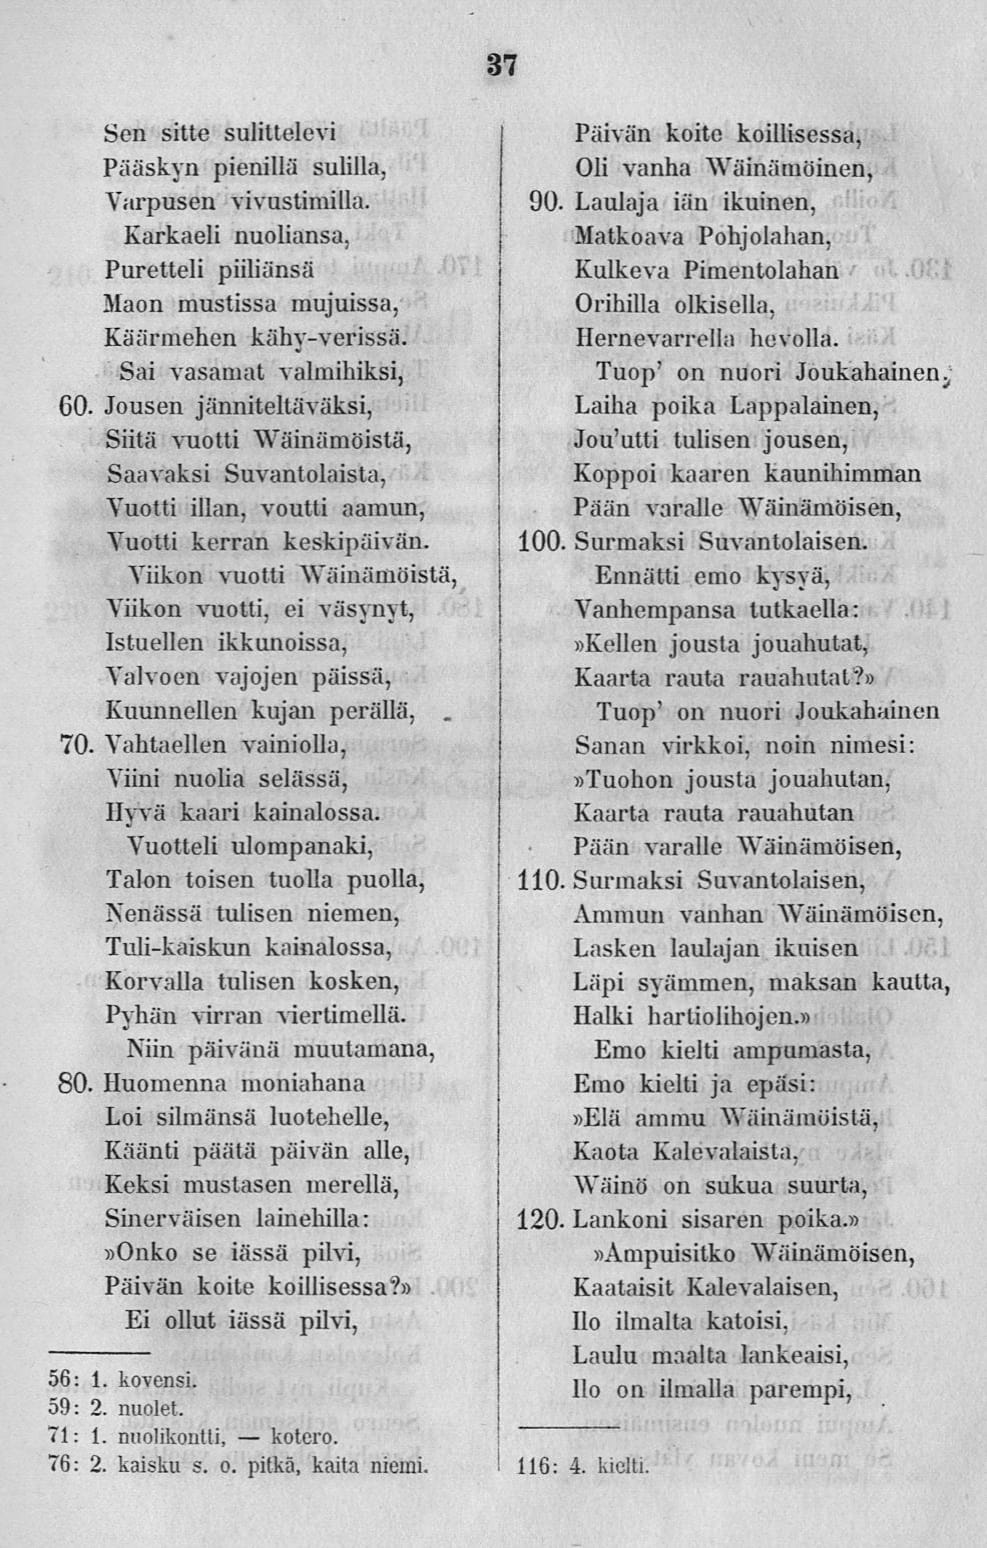 37
Sen sitte sulittelevi
Pääskyn pienillä sulilla,
Varpusen vivustimilla.
Karkaeli nuoliansa,
Puretteli piiliänsä
Maon mustissa mujuissa,
Käärmehen kähy-verissä.
Sai vasamat valmihiksi,
60. Jousen jänniteltäväksi,
Siitä vuotti Wäinämöistä,
Saavaksi Suvantolaista,
Vuotti illan, voutti aamun,
Vuotti kerran keskipäivän.
Viikon vuotti Wäinämöistä,
Viikon vuotti, ei väsynyt,
Istuellen ikkunoissa,
Valvoen vajojen päissä,
Kuunnellen kujan perällä,
70. Vahtaellen vainiolla,
Viini nuolia selässä,
Hyvä kaari kainalossa.
Vuotteli ulompanaki,
Talon toisen tuolla puolla,
Nenässä tulisen niemen,
Tuli-kaiskun kainalossa,
Korvalla tulisen kosken,
Pyhän virran viertimellä.
Niin päivänä muutamana,
80. Huomenna moniahana
Loi silmänsä luotehelle,
Käänti päätä päivän alle,
Keksi mustasen merellä,
Sinerväisen lainehilla:
»Onko se iässä pilvi,
Päivän koite koillisessa?»
Ei ollut iässä pilvi,
56: 1. kovensi.
59: 2. nuolet.
71: 1. nuolikontti, — kotero.
76: 2. kaisku s. o. pitkä, kaita niemi.
Päivän koite koillisessa,
Oli vanha Wäinämöinen,
90. Laulaja iän ikuinen,
Matkoava Pohjolahan,
Kulkeva Pimentolahan
Orihilla olkisella,
Hernevarrella hevolla.
Tuop' on nuori Joukahainen,
Laiha poika Lappalainen,
Jou'utti tulisen jousen,
Koppoi kaaren kaunihimman
Pään varalle Wäinämöisen,
100. Surmaksi Suvantolaisen.
Ennätti emo kysyä,
Vanhempansa tutkaella:
»Kellen jousta jouahutat,
Kaarta rauta rauahutat?»
Tuop' on nuori Joukahainen
Sanan virkkoi, noin nimesi:
»Tuohon jousta jouahutan,
Kaarta rauta rauahutan
Pään varalle Wäinämöisen,
110. Surmaksi Suvantolaisen,
Ammun vanhan Wäinämöisen,
Lasken laulajan ikuisen
Läpi syämmen, maksan kautta,
Halki hartiolihojen.»
Emo kielti ampumasta,
Emo kielti ja epäsi:
»Elä ammu Wäinämöistä,
Kaota Kalevalaista,
Wäinö on sukua suurta,
120. Lankoni sisaren poika.»
»Ampuisitko Wäinämöisen,
Kaataisit Kalevalaisen,
Ilo ilmalta katoisi,
Laulu maalta lankeaisi,
Ilo on ilmalla parempi,
116: 4. kielti.